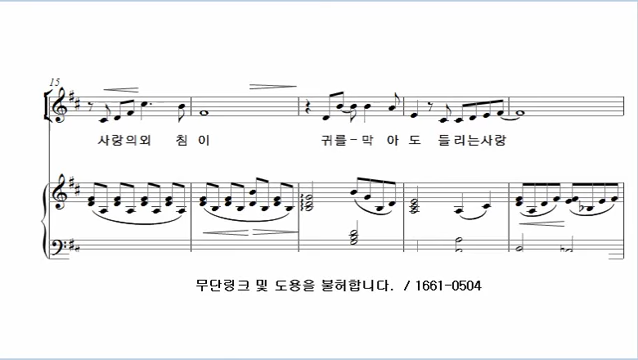 15
사랑의외 침 이 귀를-막 아 도 들리는사랑
무단링크 및 도용을 불허합니다. / 1661-0504